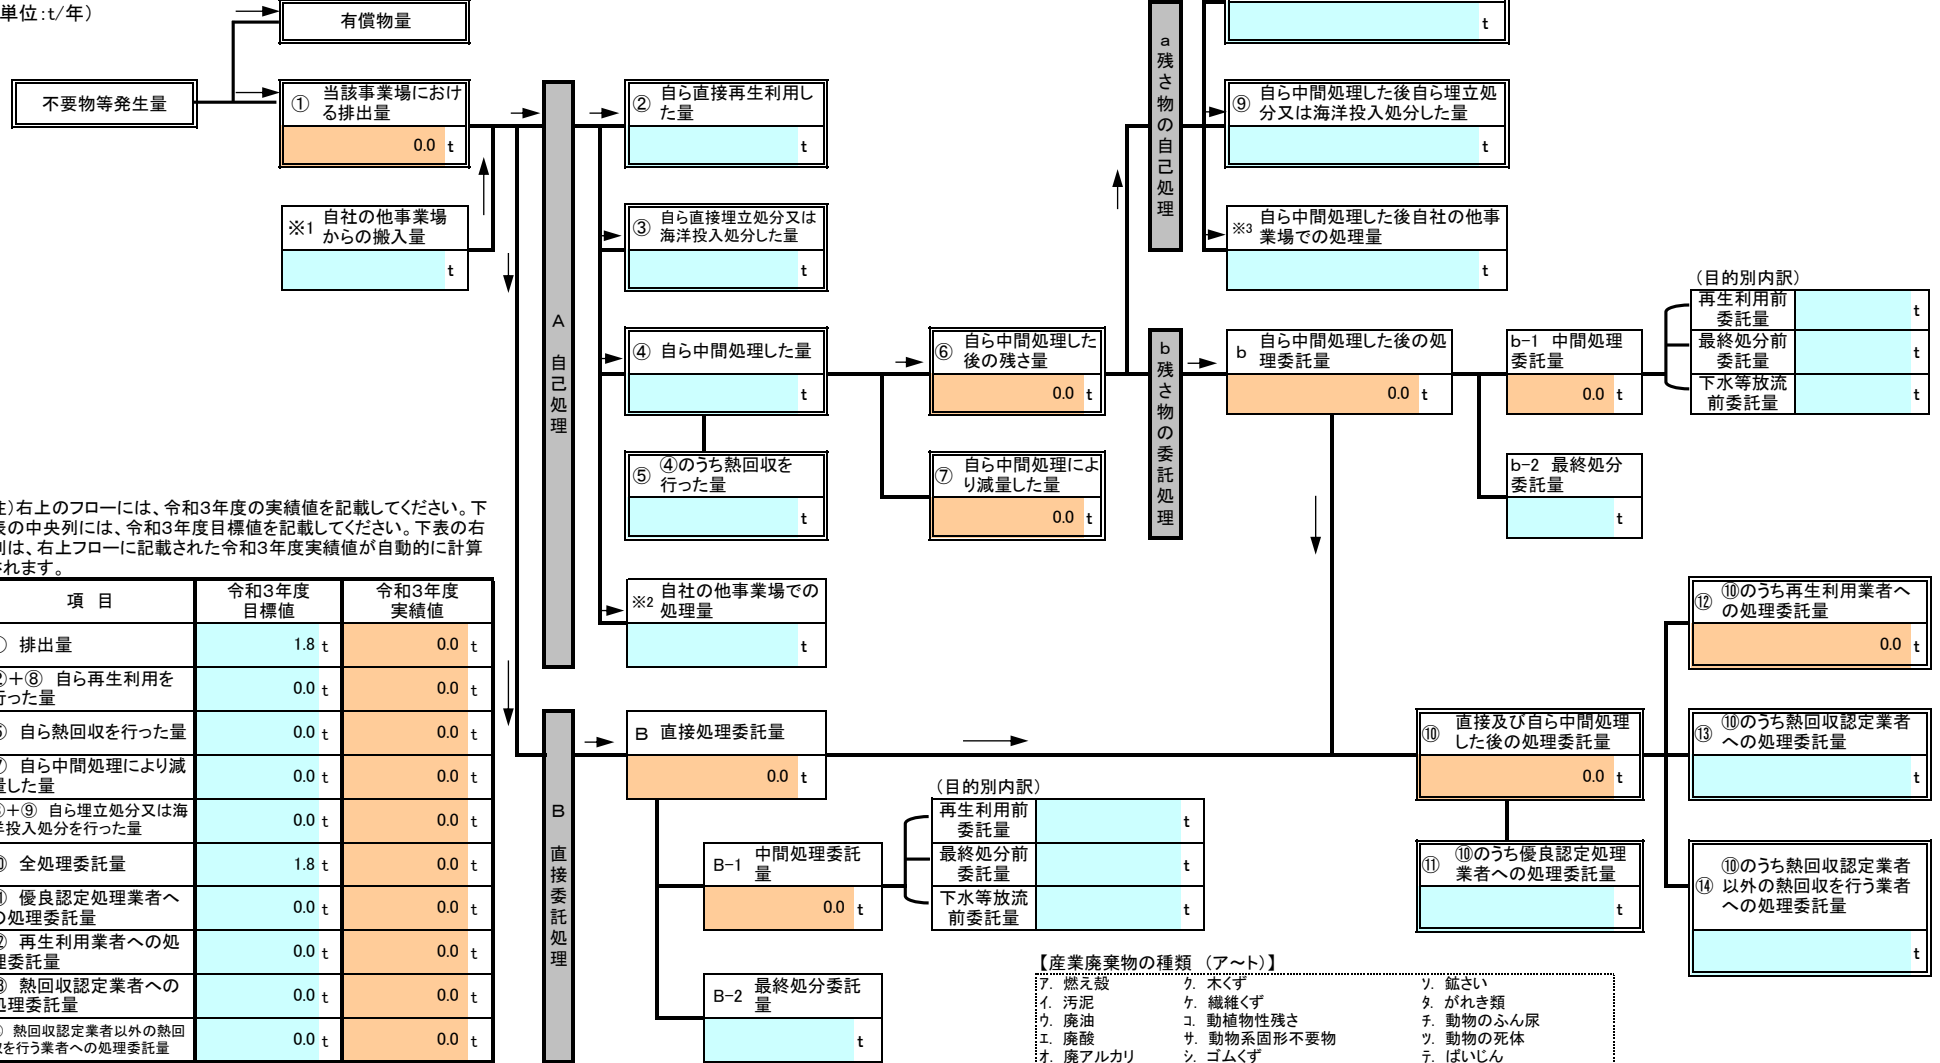 単位:t/年)
有償物量
不要物等発生量
① 当該事業場におけ
る排出量
0.0 t
※1 自社の他事業場
からの搬入量
t
A 自己処理
② 自ら直接再生利用し
た量
t
③ 自ら直接埋立処分又は
海洋投入処分した量
t
④ 自ら中間処理した量
t
⑤ ④のうち熱回収を
行った量
t
※2 自社の他事業場での
処理量
t
⑥ 自ら中間処理した
後の残さ量
0.0 t
⑦ 自ら中間処理によ
り減量した量
0.0 t
a残さ物の自己処理
t
⑨ 自ら中間処理した後自ら埋立処
分又は海洋投入処分した量
t
※3 自ら中間処理した後自社の他事
業場での処理量
t
b残さ物の委託処理
b 自ら中間処理した後の処
理委託量
0.0 t
b-1 中間処理
委託量
0.0 t
b-2 最終処分
委託量
t
(目的別内訳)
再生利用前
委託量
t
最終処分前
委託量
t
下水等放流
前委託量
t
)右上のフローには、令和3年度の実績値を記載してください。下
の中央列には、令和3年度目標値を記載してください。下表の右
は、右上フローに記載された令和3年度実績値が自動的に計算
れます。
項 目 令和3年度
目標値 令和3年度
実績値
排出量 1.8 t 0.0 t
+⑧ 自ら再生利用を
った量 0.0 t 0.0 t
自ら熱回収を行った量 0.0 t 0.0 t
自ら中間処理により減
した量 0.0 t 0.0 t
+⑨ 自ら埋立処分又は海
投入処分を行った量 0.0 t 0.0 t
全処理委託量 1.8 t 0.0 t
優良認定処理業者へ
の処理委託量 0.0 t 0.0 t
再生利用業者への処
理委託量 0.0 t 0.0 t
熱回収認定業者への
処理委託量 0.0 t 0.0 t
熱回収認定業者以外の熱回
を行う業者への処理委託量 0.0 t 0.0 t
B 直接委託処理
B 直接処理委託量
0.0 t
B-1 中間処理委託
量
0.0 t
B-2 最終処分委託
量
t
(目的別内訳)
再生利用前
委託量
t
最終処分前
委託量
t
下水等放流
前委託量
t
⑩ 直接及び自ら中間処理
した後の処理委託量
0.0 t
⑪ ⑩のうち優良認定処理
業者への処理委託量
t
⑫ ⑩のうち再生利用業者へ
の処理委託量
0.0 t
⑬ ⑩のうち熱回収認定業者
への処理委託量
t
⑭ ⑩のうち熱回収認定業者
以外の熱回収を行う業者
への処理委託量
t
【産業廃棄物の種類 (ア~ト)】
ア. 燃え殻 ク. 木くず ソ. 鉱さい
イ. 汚泥 ケ. 繊維くず タ. がれき類
ウ. 廃油 コ. 動植物性残さ チ. 動物のふん尿
エ. 廃酸 サ. 動物系固形不要物 ツ. 動物の死体
オ. 廃アルカリ シ. ゴムくず テ. ばいじん